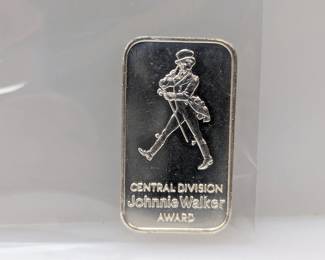 CENTRAL DIVISION
Johnnie Walker
AWARD